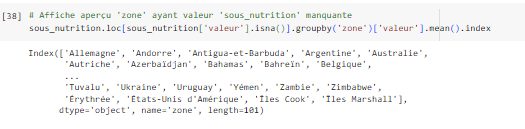 [38] # Affiche aperçu 'zone' ayant valeur 'sous_nutrition' manquante
sous_nutrition.loc[sous_nutrition['valeur'].isna()].groupby('zone')['valeur'].mean().index
Index(['Allemagne', 'Andorre', 'Antigua-et-Barbuda', 'Argentine', 'Australie',
'Autriche', 'Azerbaïdjan', 'Bahamas', 'Bahreïn', 'Belgique',
...
'Tuvalu', 'Ukraine', 'Uruguay', 'Yémen', 'Zambie', 'Zimbabwe',
'Érythrée', 'États-Unis d'Amérique', 'Îles Cook', 'Îles Marshall'],
dtype='object', name='zone', length=101)